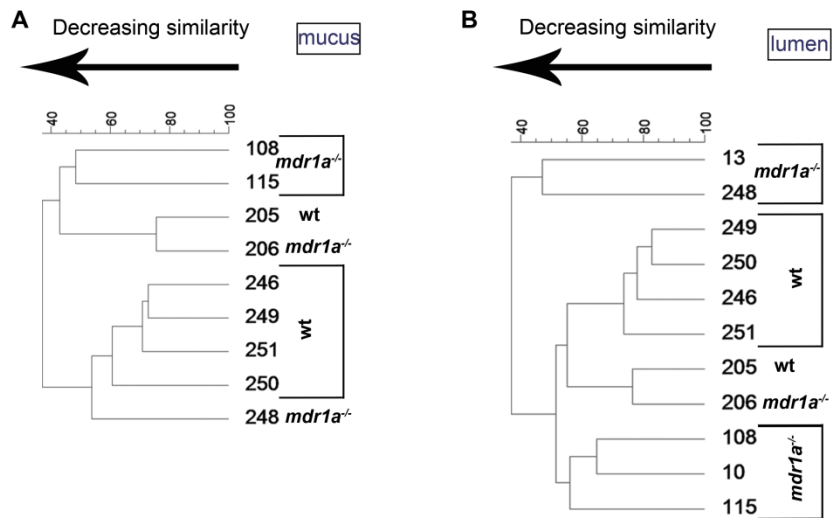 A
Decreasing similarity
mucus
40
60
80
100
108
mdr1a-/-
115
205 wt
206 mdr1a-/-
246
249
wt
251
250
248 mdr1a-/-
B
Decreasing similarity
lumen
40
60
80
100
13
mdr1a-/-
248
249
250
wt
246
251
205 wt
206 mdr1a-/-
108
10
mdr1a-/-
115